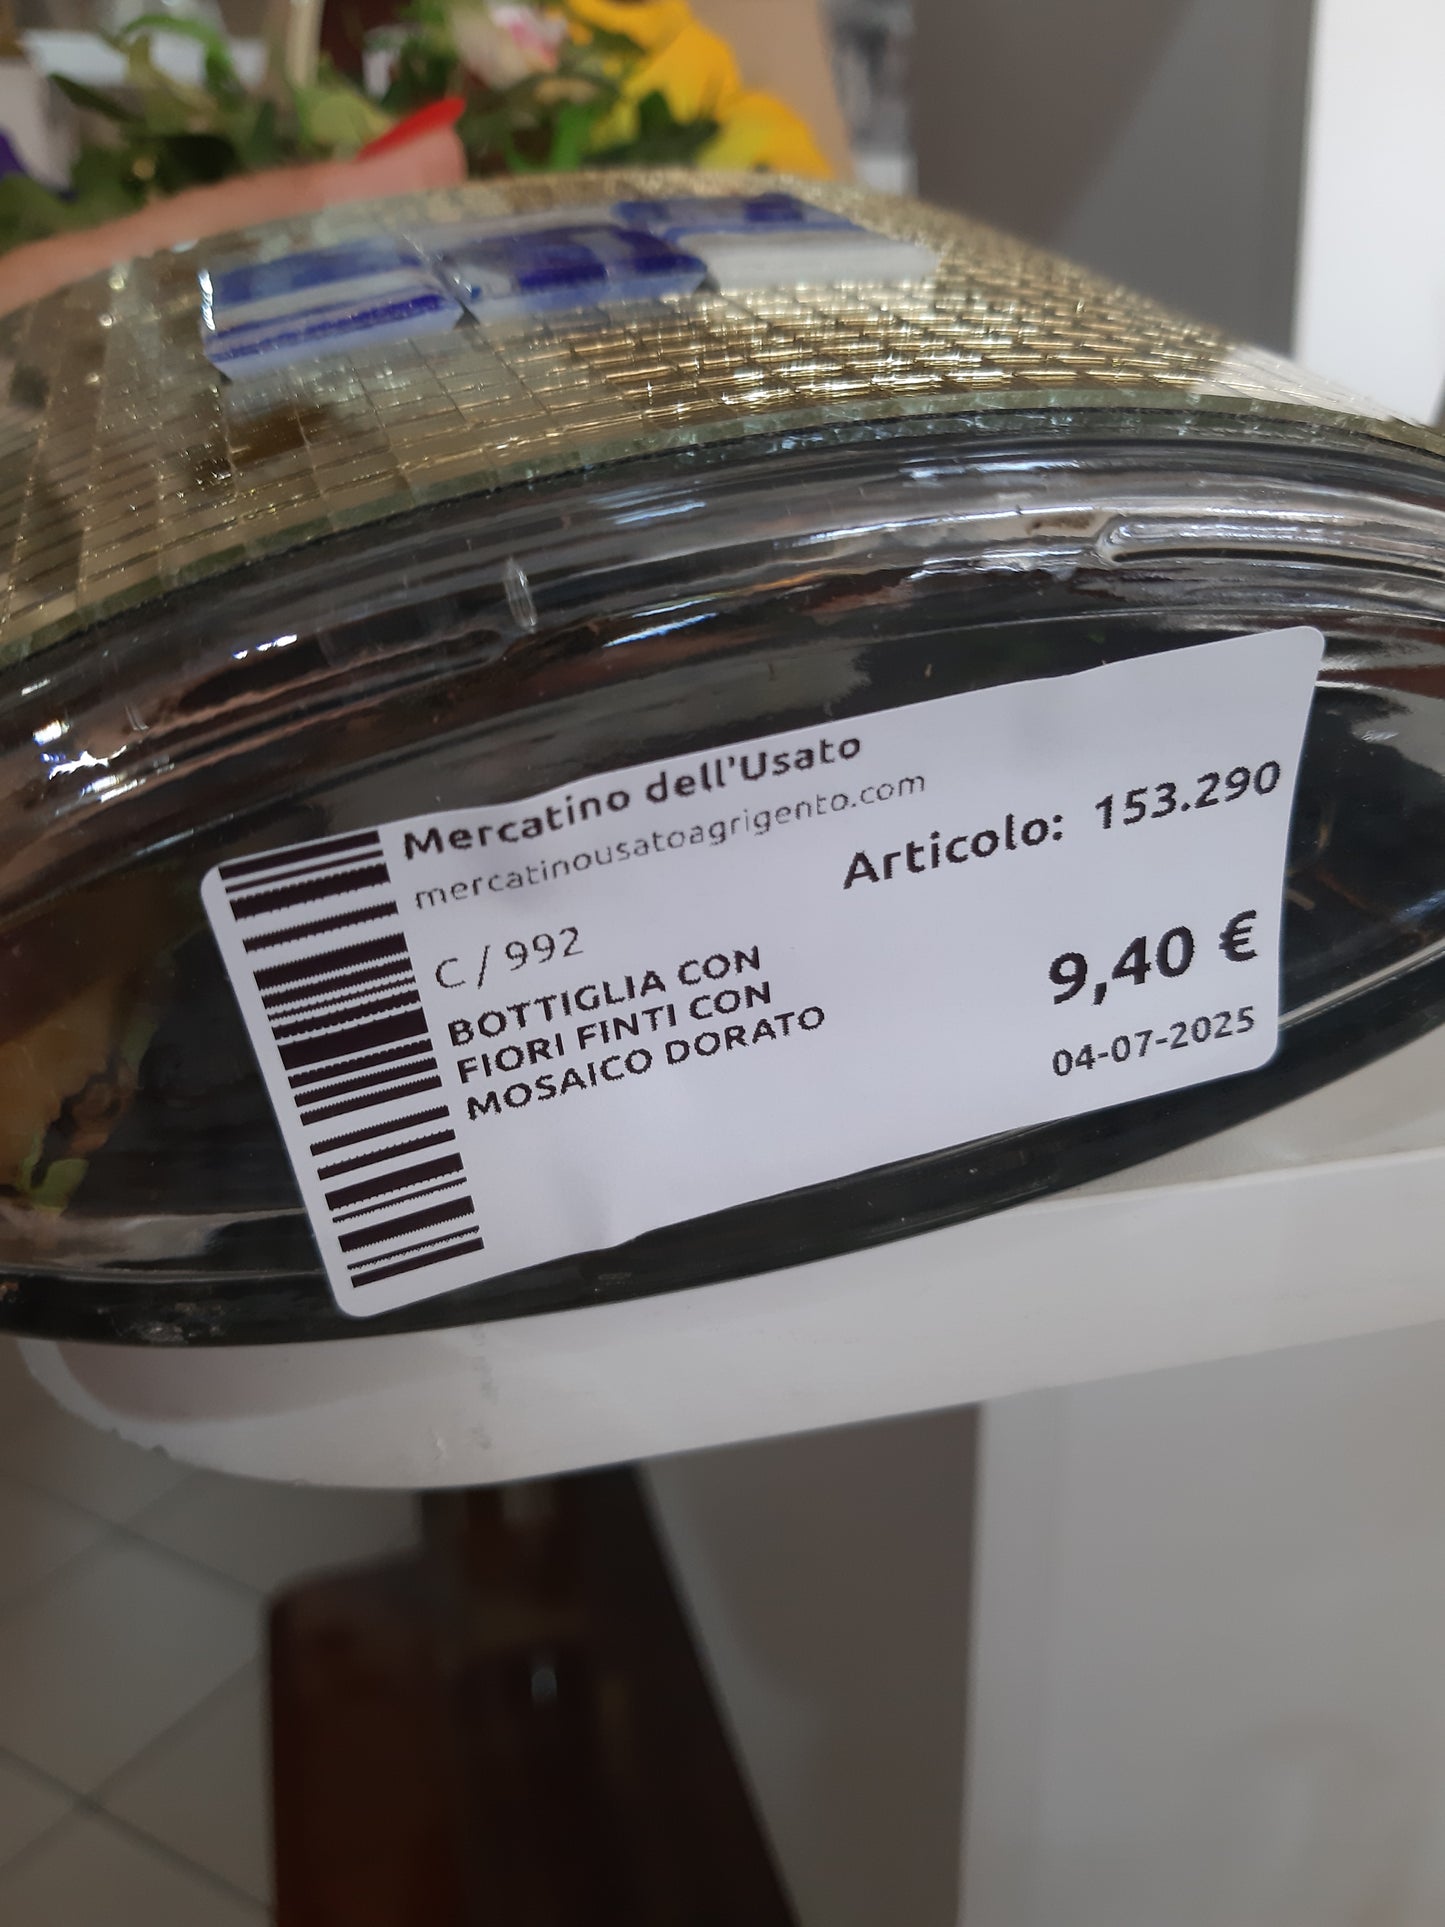 Mercatino dell'Usato
mercatinousatoagrigento.com
Articolo: 153.290
C / 992
BOTTIGLIA CON
FIORI FINTI CON
MOSAICO DORATO
9,40 €
04-07-2025